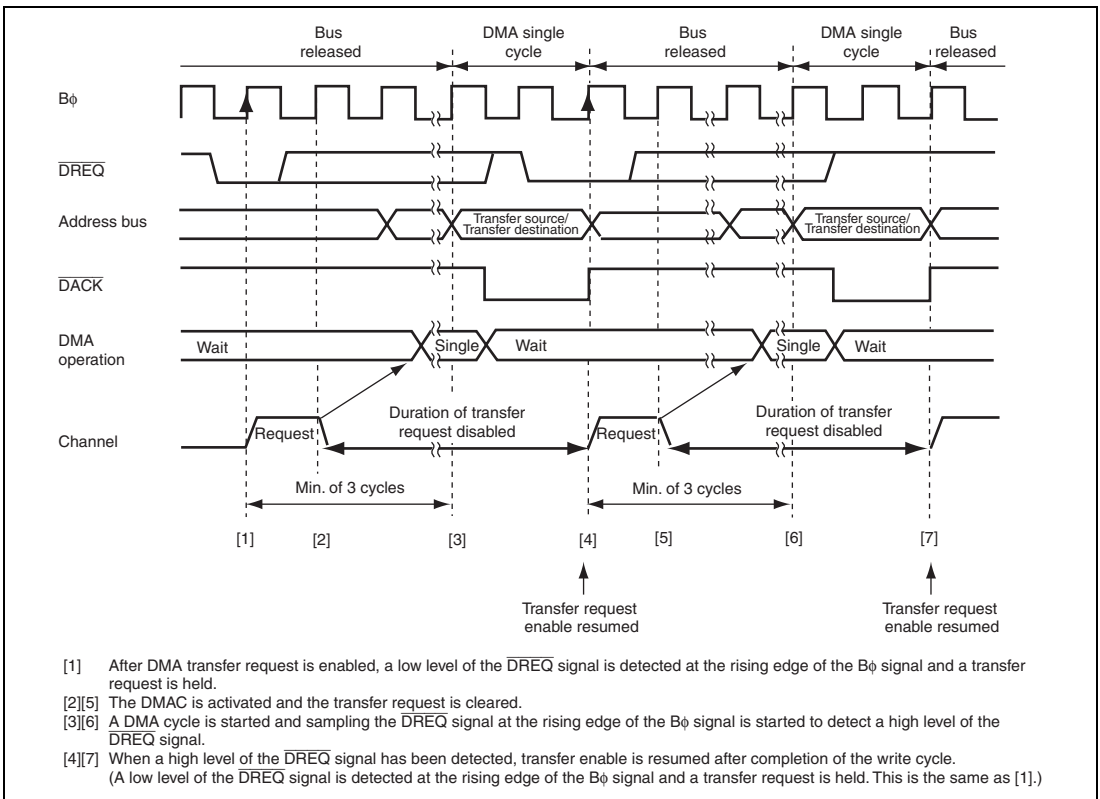 Bus released
DMA single cycle
Bus released
DMA single cycle
Bus released
Bφ
DREQ
Address bus
Transfer source/ Transfer destination
Transfer source/ Transfer destination
DACK
DMA operation
Wait
Single
Wait
Single
Wait
Channel
Request
Duration of transfer request disabled
Request
Duration of transfer request disabled
Min. of 3 cycles
Min. of 3 cycles
[1]
[2]
[3]
[4]
[5]
[6]
[7]
Transfer request enable resumed
Transfer request enable resumed
[1] After DMA transfer request is enabled, a low level of the DREQ signal is detected at the rising edge of the Bφ signal and a transfer
request is held.
[2][5] The DMAC is activated and the transfer request is cleared.
[3][6] A DMA cycle is started and sampling the DREQ signal at the rising edge of the Bφ signal is started to detect a high level of the
DREQ signal.
[4][7] When a high level of the DREQ signal has been detected, transfer enable is resumed after completion of the write cycle.
(A low level of the DREQ signal is detected at the rising edge of the Bφ signal and a transfer request is held. This is the same as [1].)